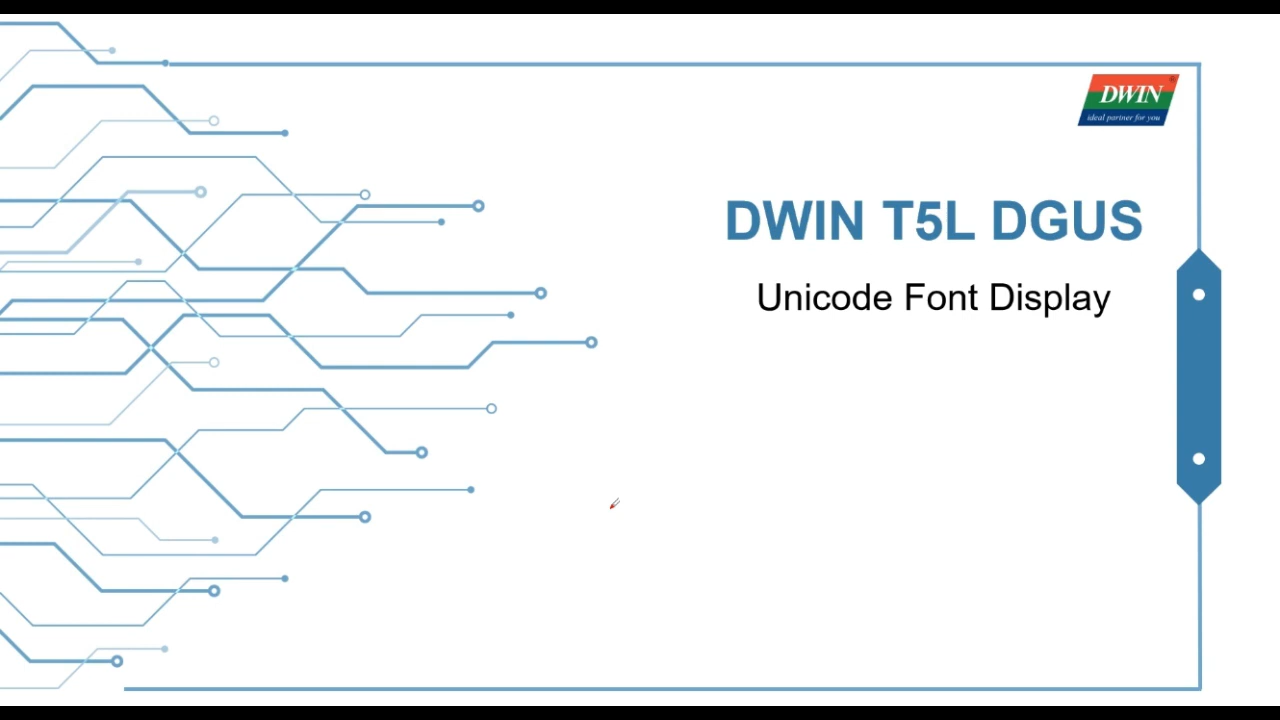 DWIN
ideal partner for you
DWIN T5L DGUS
Unicode Font Display